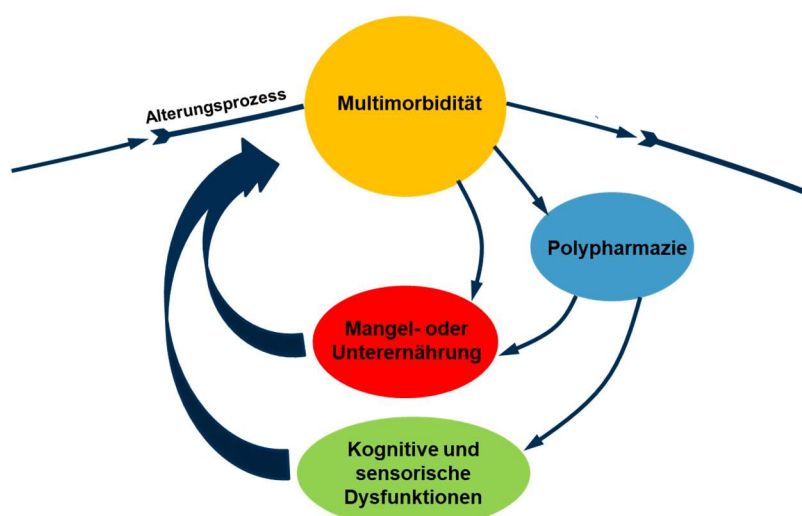 Alterungsprozess
Multimorbidität
Polypharmazie
Mangel- oder
Unterernährung
Kognitive und
sensorische
Dysfunktionen